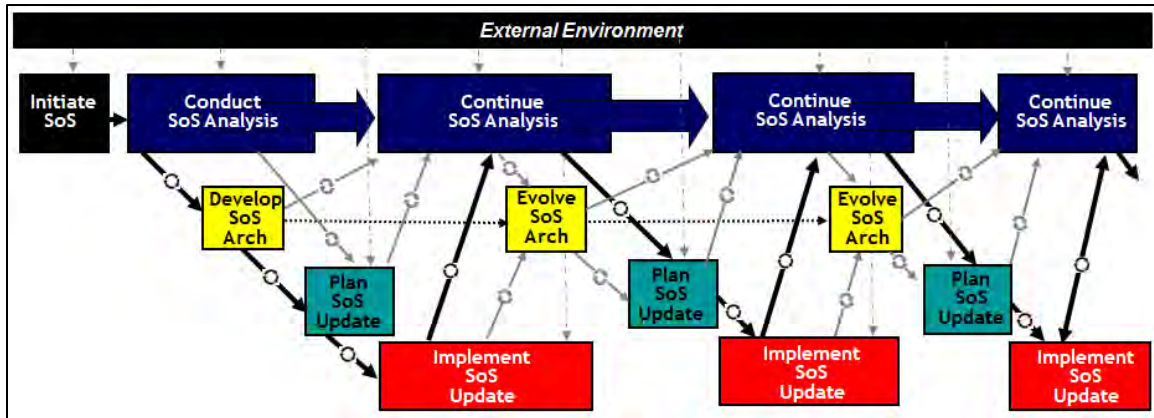 External Environment
Initiate
SoS
Conduct
SoS Analysis
Continue
SoS Analysis
Continue
SoS Analysis
Continue
SoS Analysis
Develop
SoS
Arch
Evolve
SoS
Arch
Evolve
SoS
Arch
Plan
SoS
Update
Plan
SoS
Update
Plan
SoS
Update
Implement
SoS
Update
Implement
SoS
Update
Implement
SoS
Update